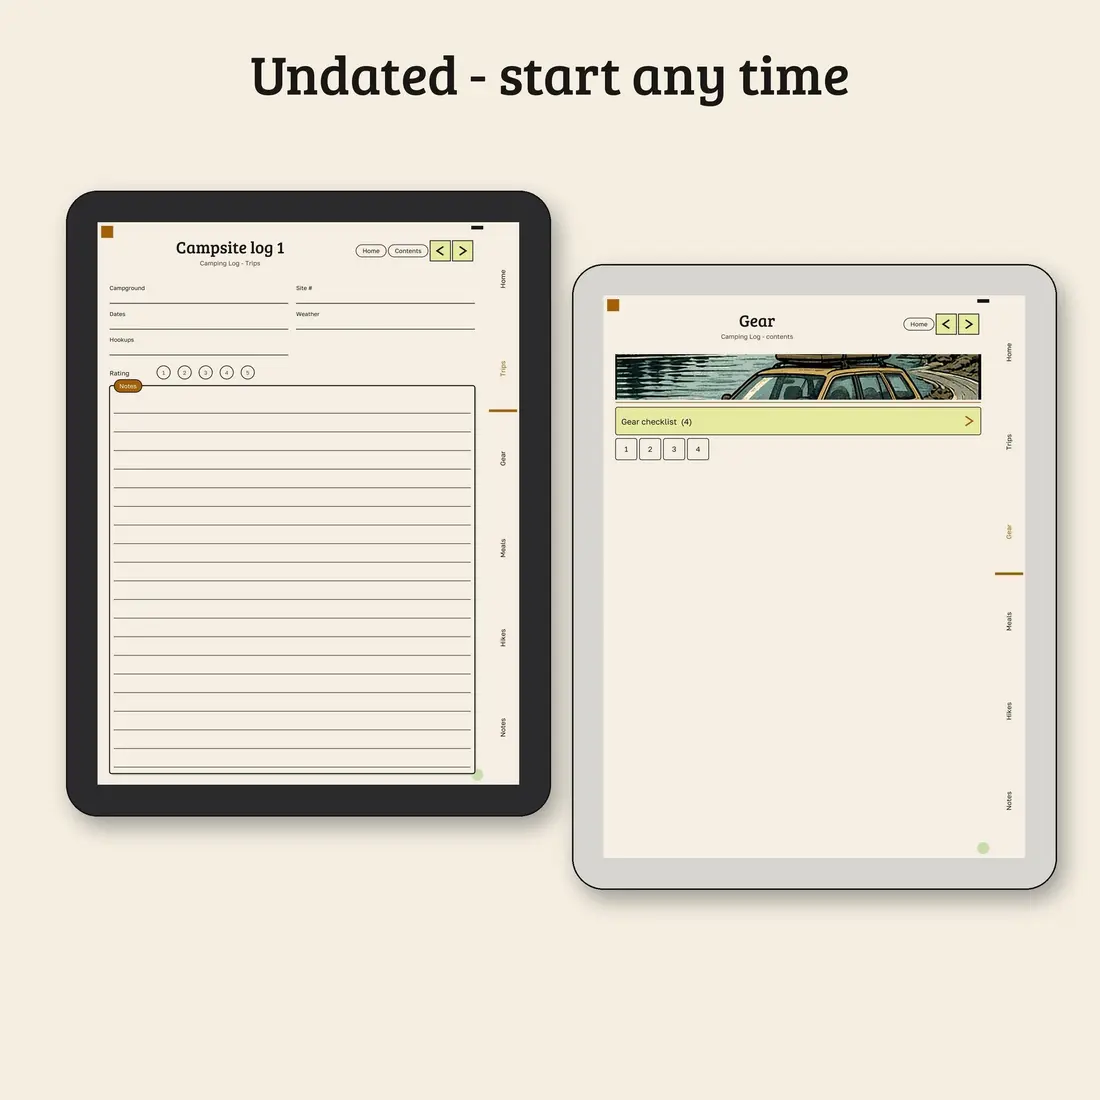 Undated - start any time
Campsite log 1
Camping Log - Trips
Home
Contents
<
>
Campground
Site #
Dates
Weather
Hookups
Rating
1
2
3
4
5
Notes
Home
Trips
Gear
Meals
Hikes
Notes
Gear
Camping Log - contents
Home
<
>
Gear checklist (4)
>
1
2
3
4
Home
Trips
Gear
Meals
Hikes
Notes